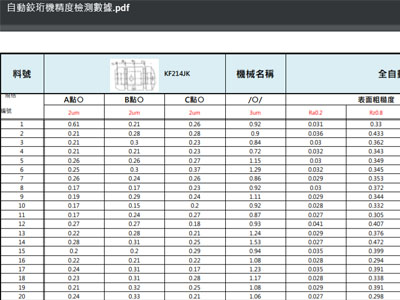 自動鉸珩機精度檢測數據.pdf
料號 KF214JK 機械名稱 全自
規格 A點○ B點○ C點○ /○/ 表面粗糙度
編號 2um 2um 2um 3um Ra0.2 Rz0.8
1 0.61 0.21 0.26 0.92 0.031 0.33
2 0.21 0.28 0.28 0.9 0.036 0.433
3 0.21 0.3 0.23 0.84 0.03 0.362
4 0.21 0.21 0.23 0.72 0.032 0.343
5 0.26 0.26 0.27 1.15 0.03 0.349
6 0.25 0.3 0.37 1.29 0.032 0.345
7 0.26 0.24 0.26 0.86 0.029 0.353
8 0.17 0.17 0.23 0.92 0.03 0.372
9 0.19 0.29 0.24 1.11 0.029 0.344
10 0.17 0.15 0.2 0.92 0.028 0.332
11 0.17 0.24 0.27 0.87 0.027 0.305
12 0.27 0.27 0.18 0.93 0.041 0.407
13 0.22 0.28 0.21 1.24 0.029 0.376
14 0.28 0.31 0.25 1.53 0.027 0.472
15 0.2 0.2 0.29 0.94 0.035 0.399
16 0.22 0.21 0.22 1.08 0.028 0.294
17 0.24 0.31 0.17 1.23 0.035 0.391
18 0.23 0.31 0.28 1.17 0.028 0.338
19 0.21 0.32 0.25 1.08 0.031 0.391
20 0.24 0.33 0.21 1.06 0.027 0.298